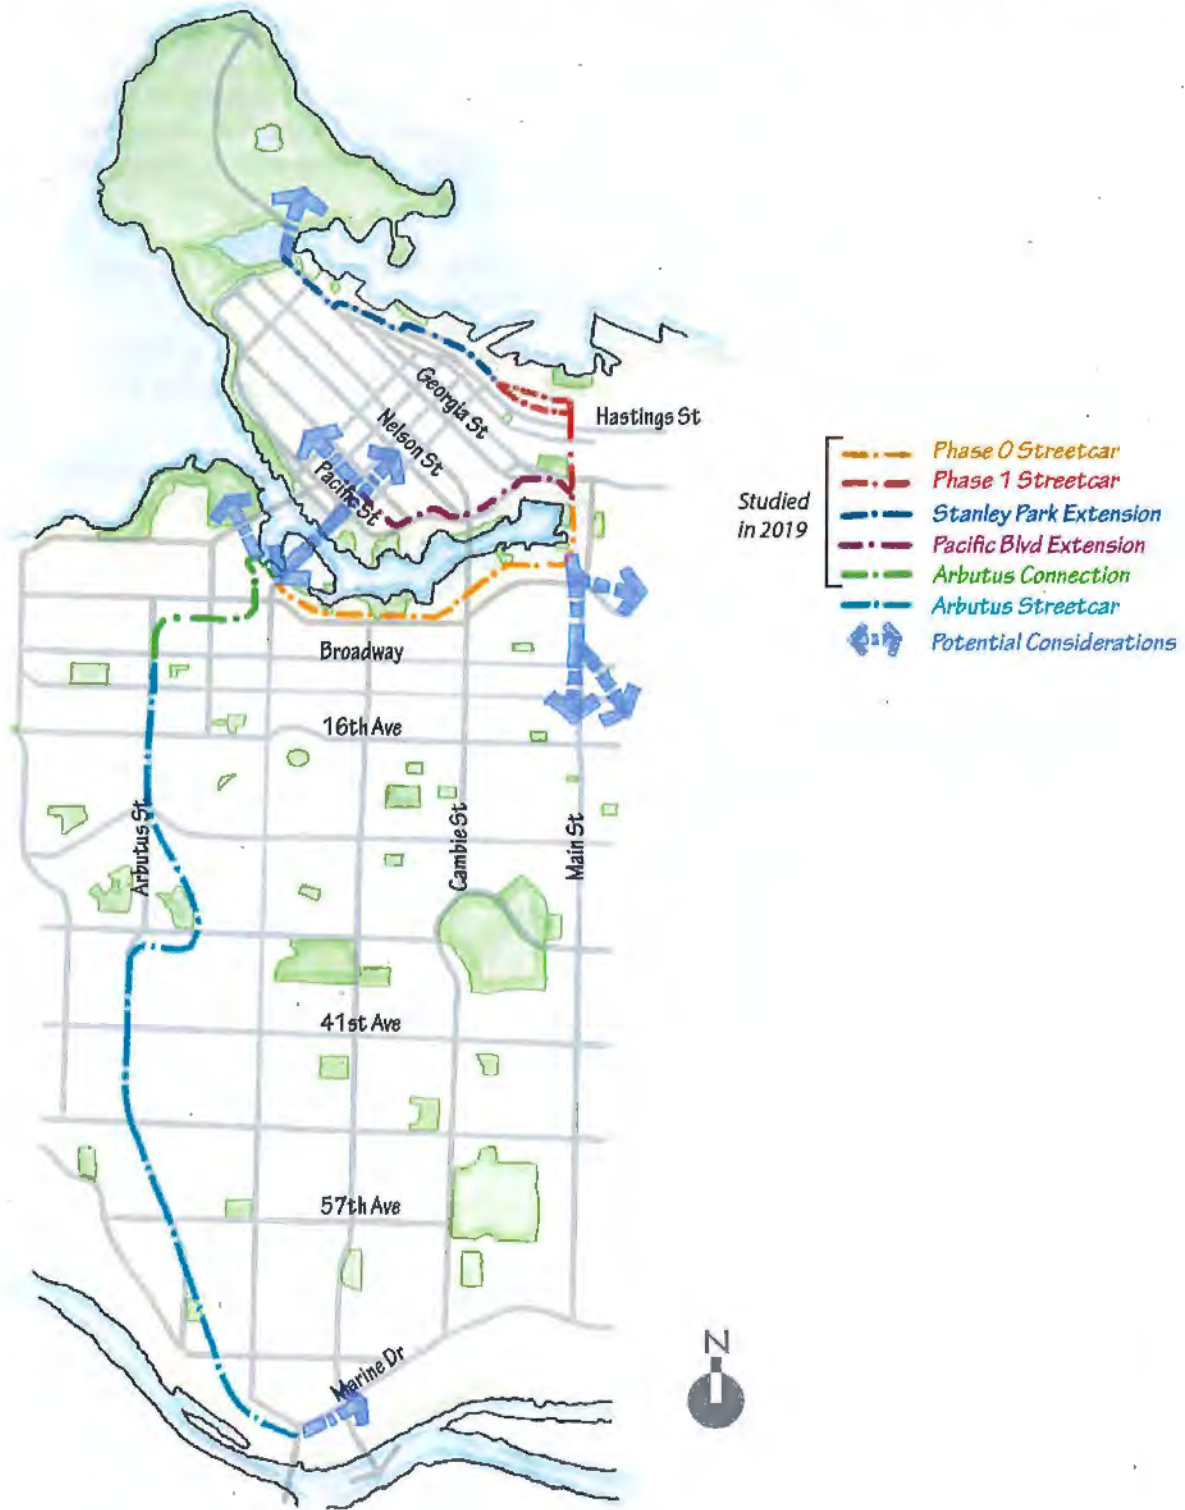 Georgia St
Hastings St
Nelson St
Pacific St
Phase 0 Streetcar
Phase 1 Streetcar
Studied
in 2019
Stanley Park Extension
Pacific Blvd Extension
Arbutus Connection
Arbutus Streetcar
Potential Considerations
Broadway
16th Ave
Arbutus St
Cambie St
Main St
41st Ave
57th Ave
Marine Dr
N